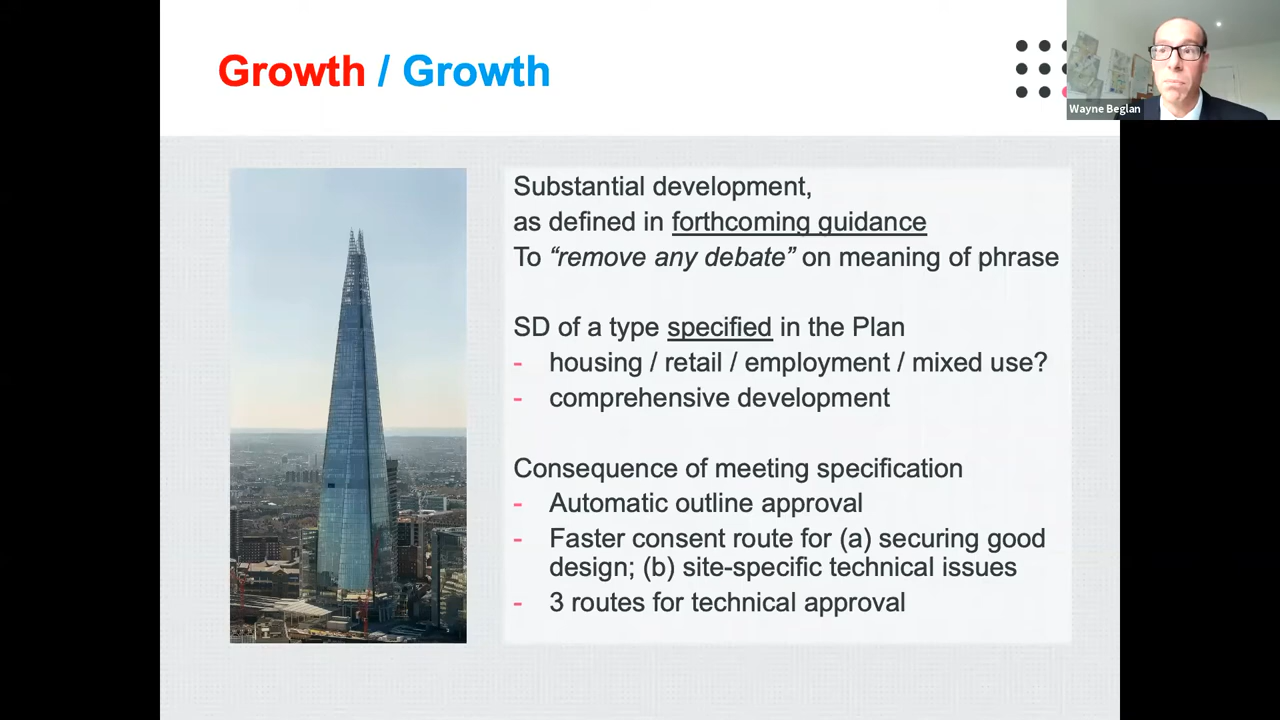 Growth / Growth
Wayne Beglan
Substantial development,
as defined in forthcoming guidance
To “remove any debate” on meaning of phrase
SD of a type specified in the Plan
- housing / retail / employment / mixed use?
- comprehensive development
Consequence of meeting specification
- Automatic outline approval
- Faster consent route for (a) securing good
design; (b) site-specific technical issues
- 3 routes for technical approval